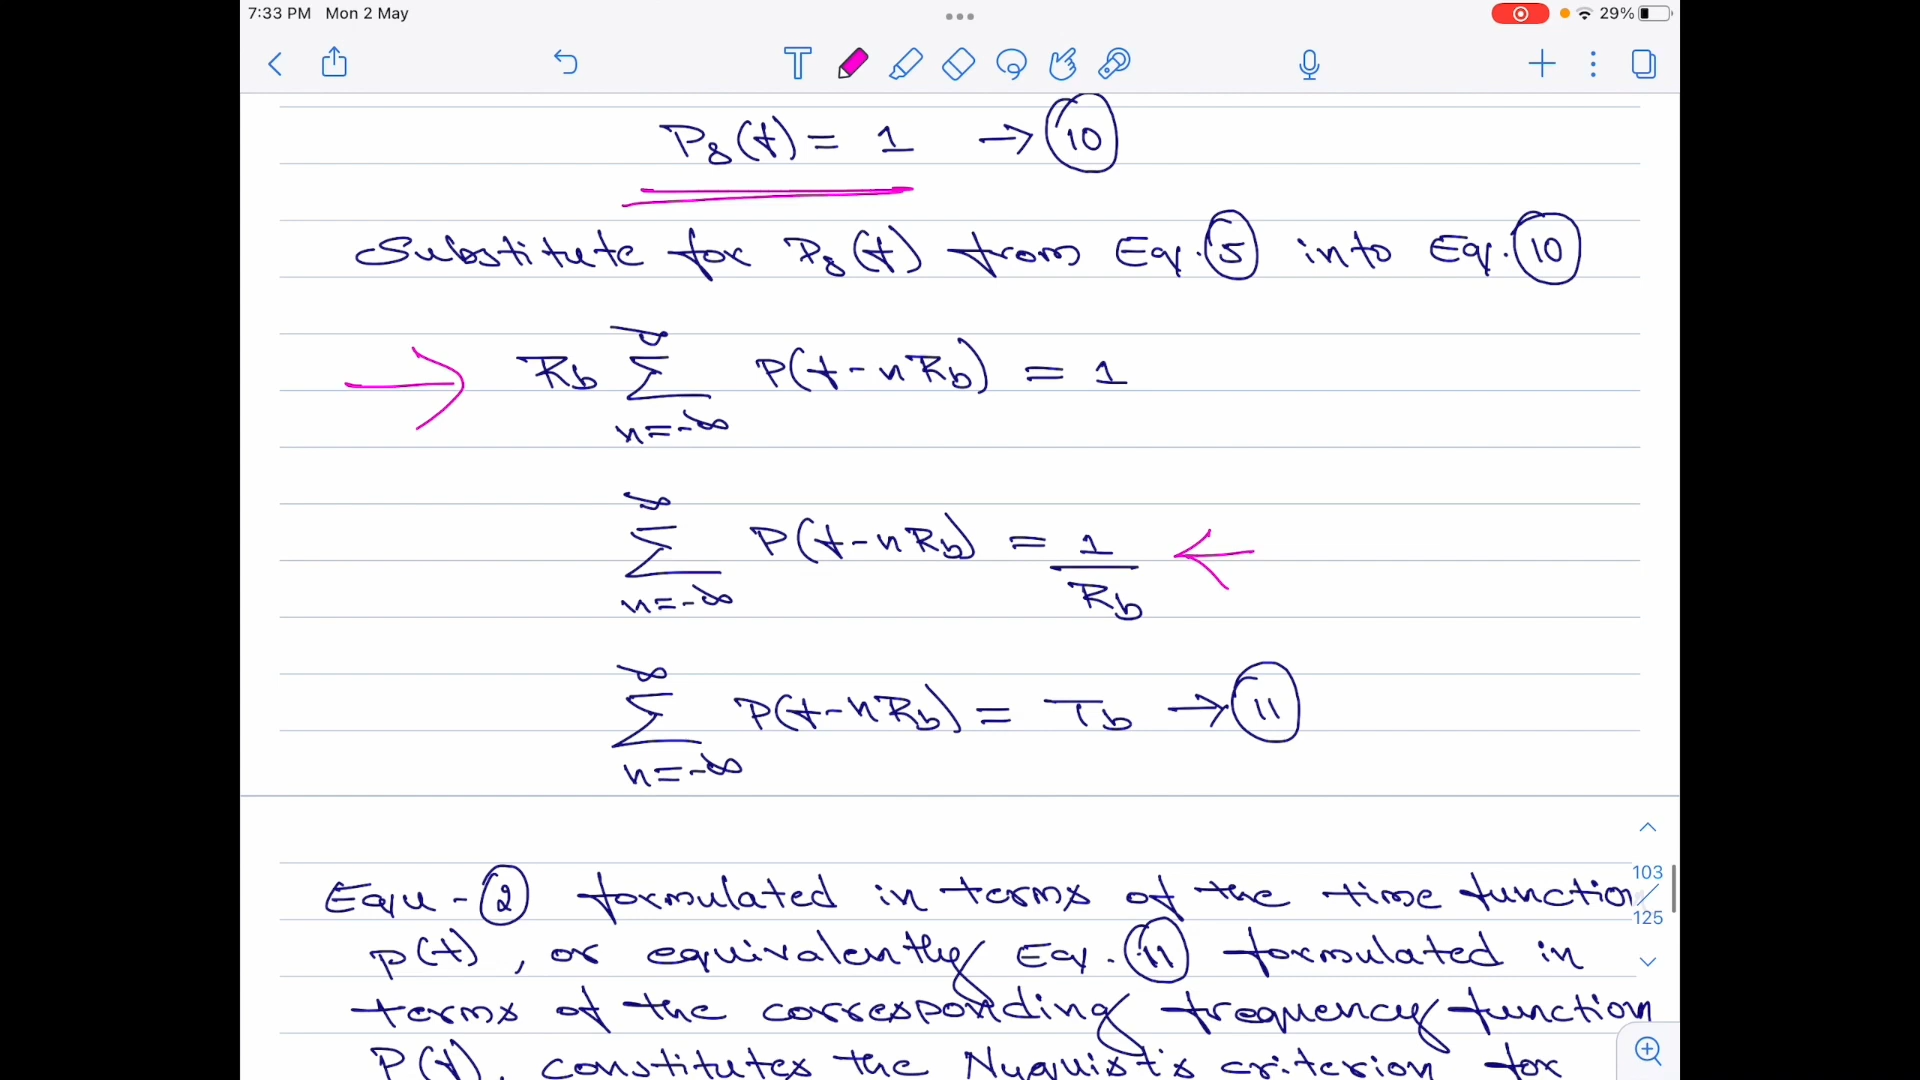 7:33 PM Mon 2 May
29%
T
Pδ(f) = 1 → 10
Substitute for Pδ(f) from Eq. 5 into Eq. 10
Rb ∑ P(f-nRb) = 1
∞
n=-∞
∞
∑ P(f-nRb) = 1
Rb
n=-∞
∞
∑ P(f-nRb) = Tb → 11
n=-∞
Equ - 2 formulated in terms of the time function
p(t), or equivalently Eq. 11 formulated in
terms of the corresponding frequency function
P(f), constitutes the Nyquist's criterion for
103
125